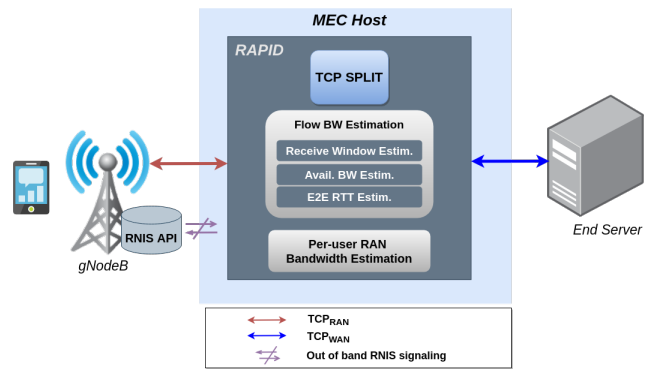 MEC Host
RAPID
TCP SPLIT
Flow BW Estimation
Receive Window Estim.
Avail. BW Estim.
E2E RTT Estim.
Per-user RAN
Bandwidth Estimation
RNIS API
gNodeB
End Server
TCPRAN
TCPWAN
Out of band RNIS signaling